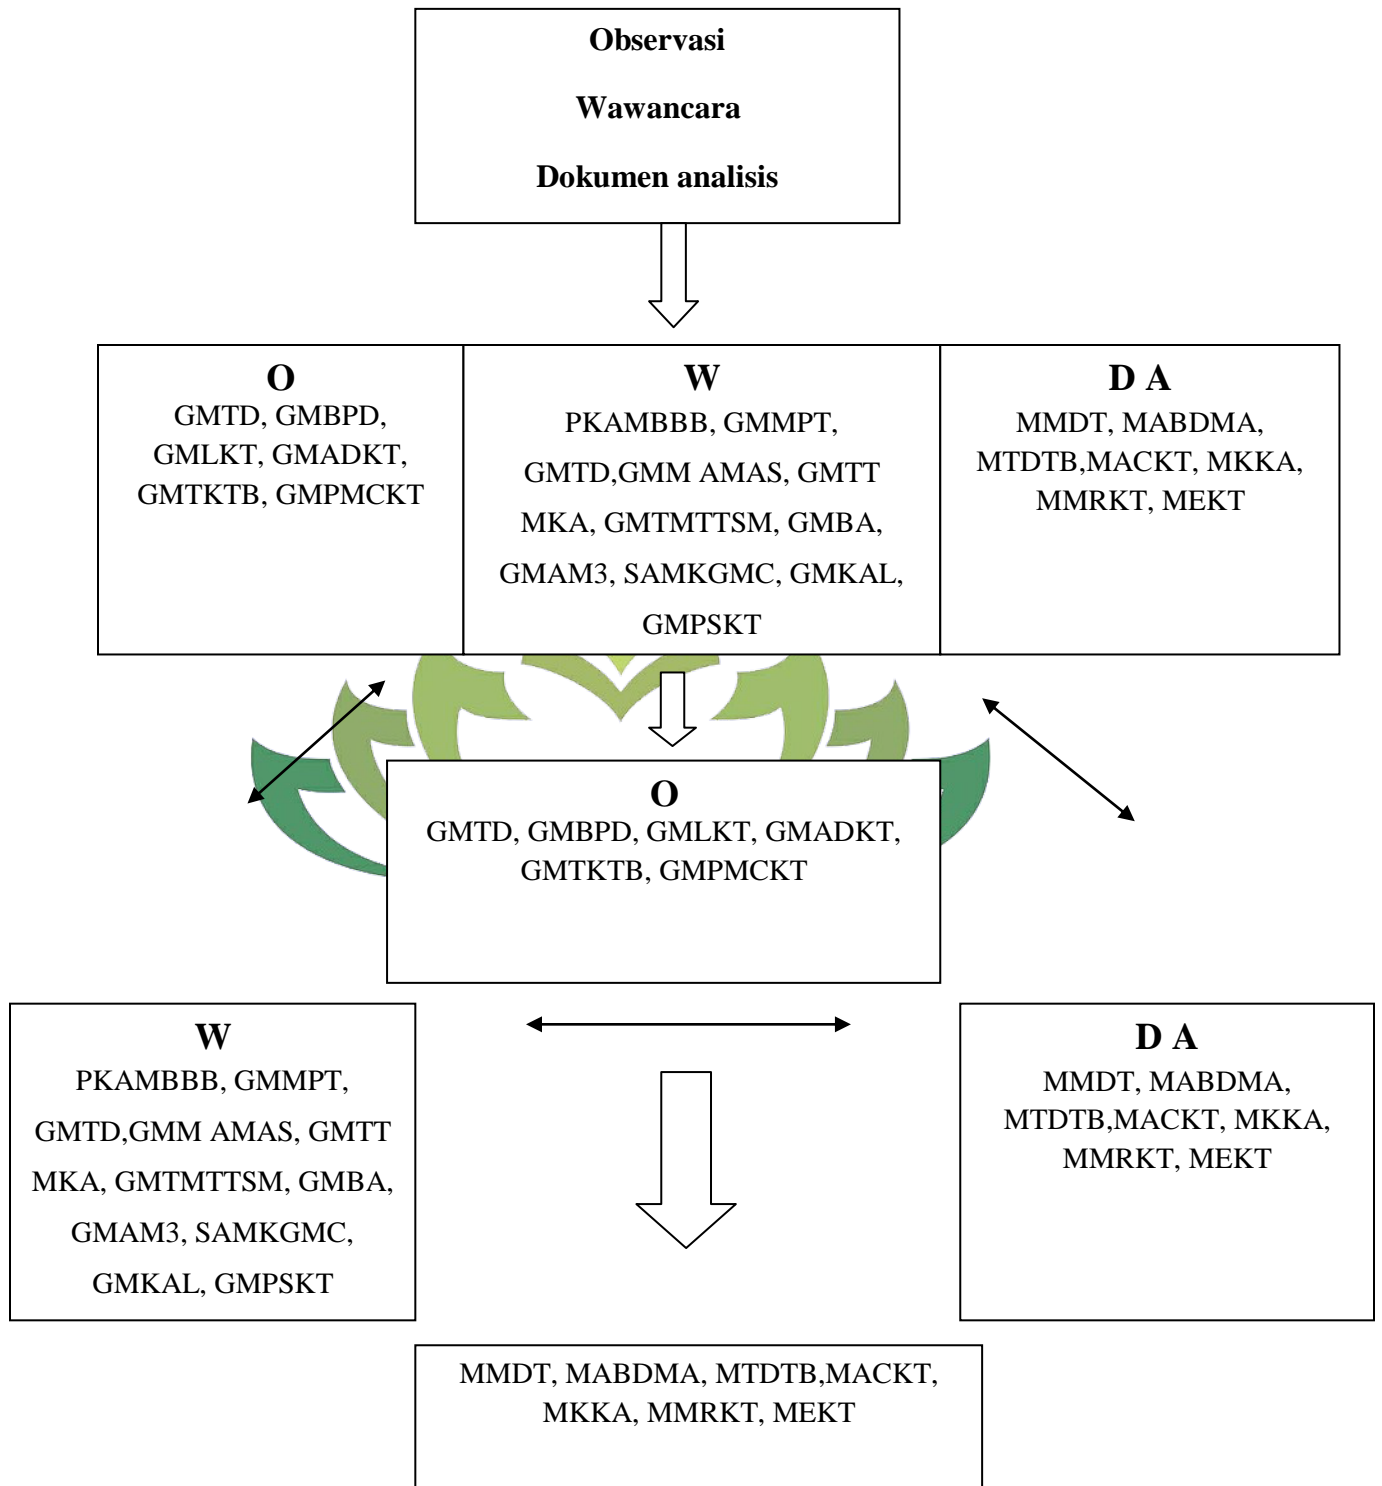 Observasi
Wawancara
Dokumen analisis
O
GMTD, GMBPD,
GMLKT, GMADKT,
GMTKTB, GMPMCKT
W
PKAMBBB, GMMPT,
GMTD,GMM AMAS, GMTT
MKA, GMTMTTSM, GMBA,
GMAM3, SAMKGMC, GMKAL,
GMPSKT
D A
MMDT, MABDMA,
MTDTB,MACKT, MKKA,
MMRKT, MEKT
O
GMTD, GMBPD, GMLKT, GMADKT,
GMTKTB, GMPMCKT
W
PKAMBBB, GMMPT,
GMTD,GMM AMAS, GMTT
MKA, GMTMTTSM, GMBA,
GMAM3, SAMKGMC,
GMKAL, GMPSKT
D A
MMDT, MABDMA,
MTDTB,MACKT, MKKA,
MMRKT, MEKT
MMDT, MABDMA, MTDTB,MACKT,
MKKA, MMRKT, MEKT